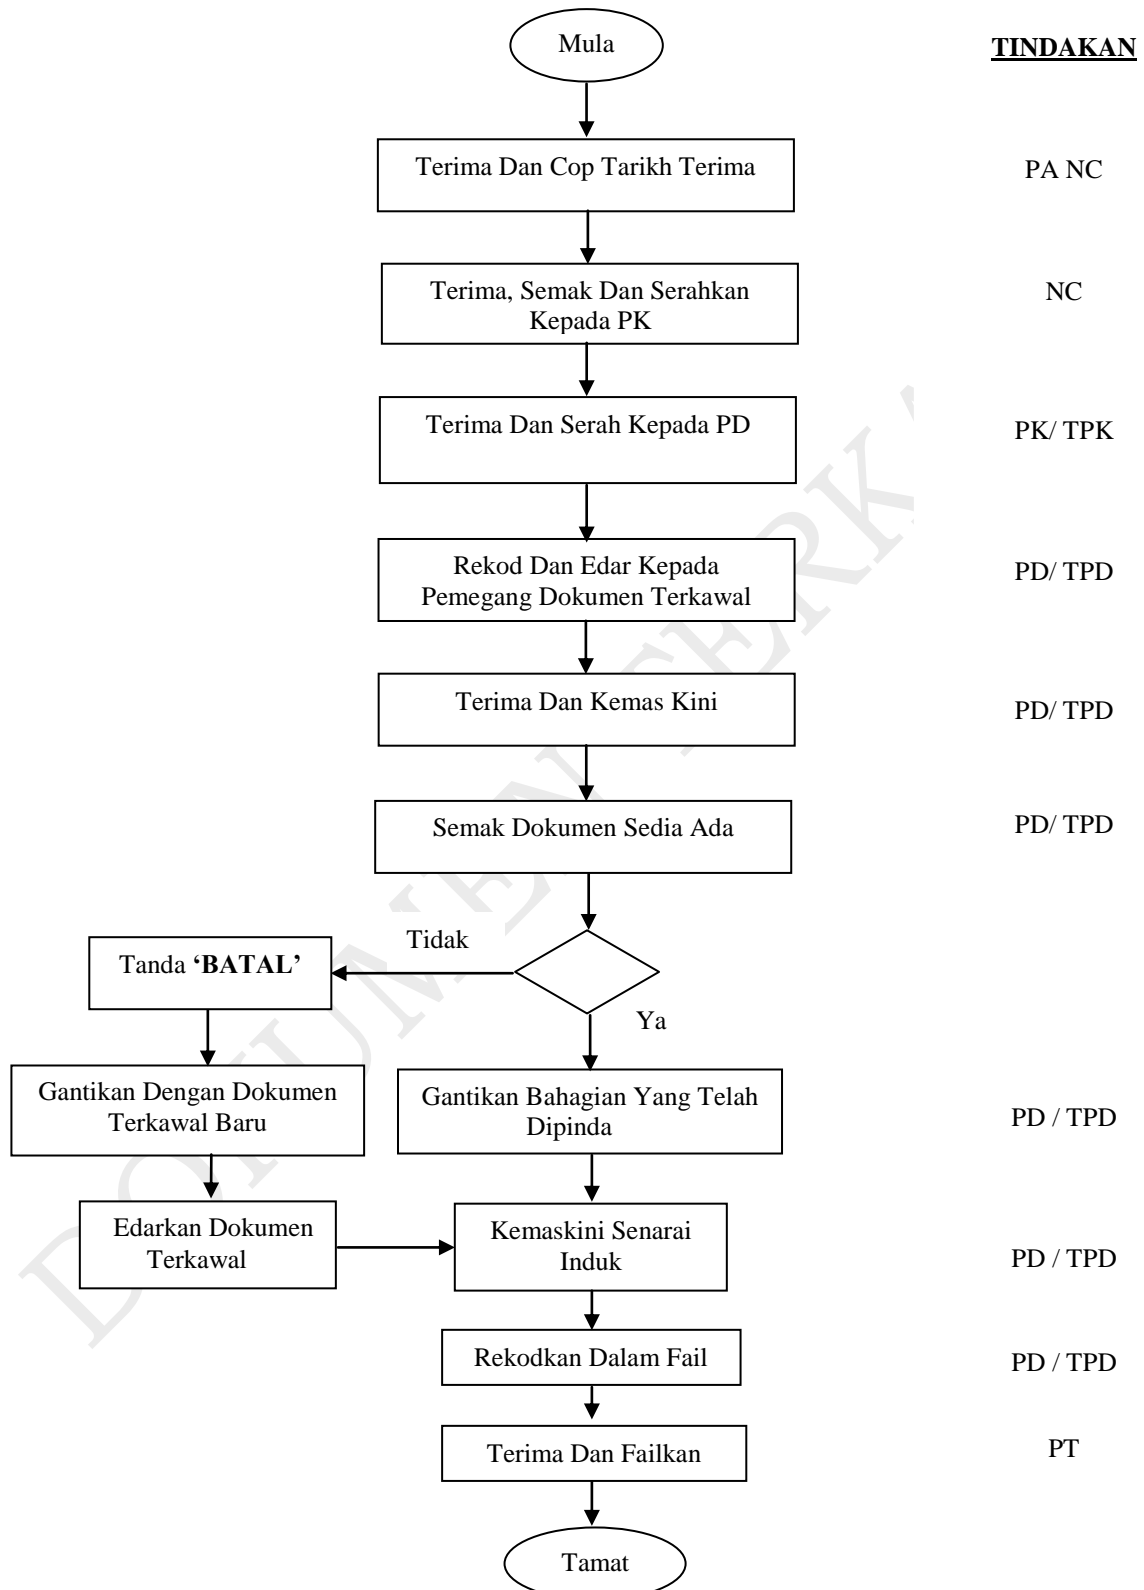 Mula
TINDAKAN
Terima Dan Cop Tarikh Terima
PA NC
Terima, Semak Dan Serahkan
Kepada PK
NC
Terima Dan Serah Kepada PD
PK/ TPK
Rekod Dan Edar Kepada
Pemegang Dokumen Terkawal
PD/ TPD
Terima Dan Kemas Kini
PD/ TPD
Semak Dokumen Sedia Ada
PD/ TPD
Tidak
Tanda ‘BATAL’
Ya
Gantikan Dengan Dokumen
Terkawal Baru
Gantikan Bahagian Yang Telah
Dipinda
PD / TPD
Edarkan Dokumen
Terkawal
Kemaskini Senarai
Induk
PD / TPD
Rekodkan Dalam Fail
PD / TPD
Terima Dan Failkan
PT
Tamat